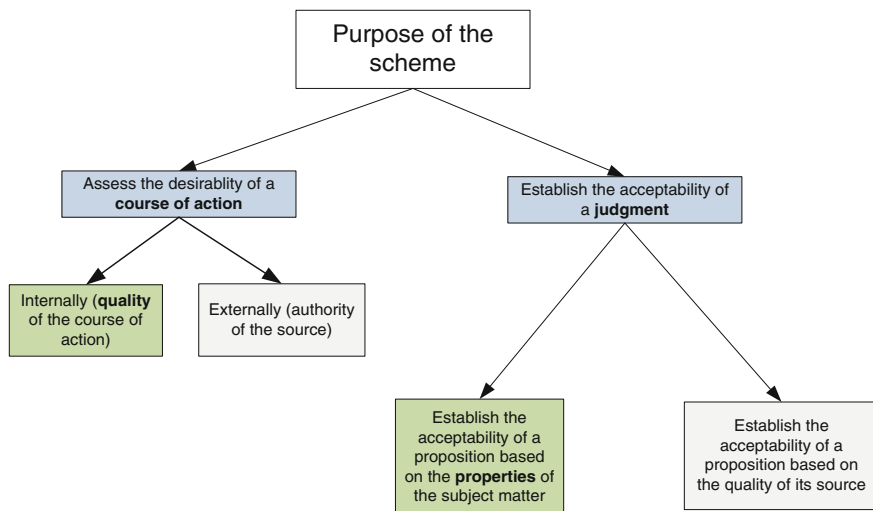 Purpose of the
scheme
Assess the desirablity of a
course of action
Establish the acceptability of
a judgment
Internally (quality
of the course of
action)
Externally (authority
of the source)
Establish the
acceptability of a
proposition based
on the properties of
the subject matter
Establish the
acceptability of a
proposition based on
the quality of its source